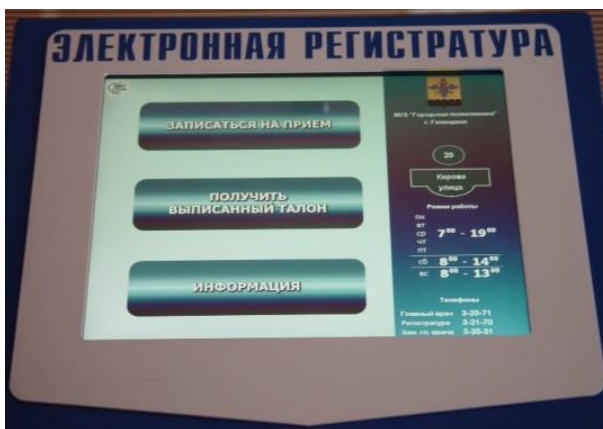 ЭЛЕКТРОННАЯ РЕГИСТРАТУРА
ЗАПИСАТЬСЯ НА ПРИЕМ
ПОЛУЧИТЬ
ВЫПИСАННЫЙ ТАЛОН
ИНФОРМАЦИЯ
МУЗ "Городская поликлиника"
г. Геленджик
20
Кирова
улица
Режим работы
ПН
ВТ
СР 7⁰⁰ - 19⁰⁰
ЧТ
ПТ
сб 8⁰⁰ - 14⁰⁰
вс 8⁰⁰ - 13⁰⁰
Телефоны
Главный врач 3-20-71
Регистратура 3-21-70
Зам. гл. врача 3-35-31